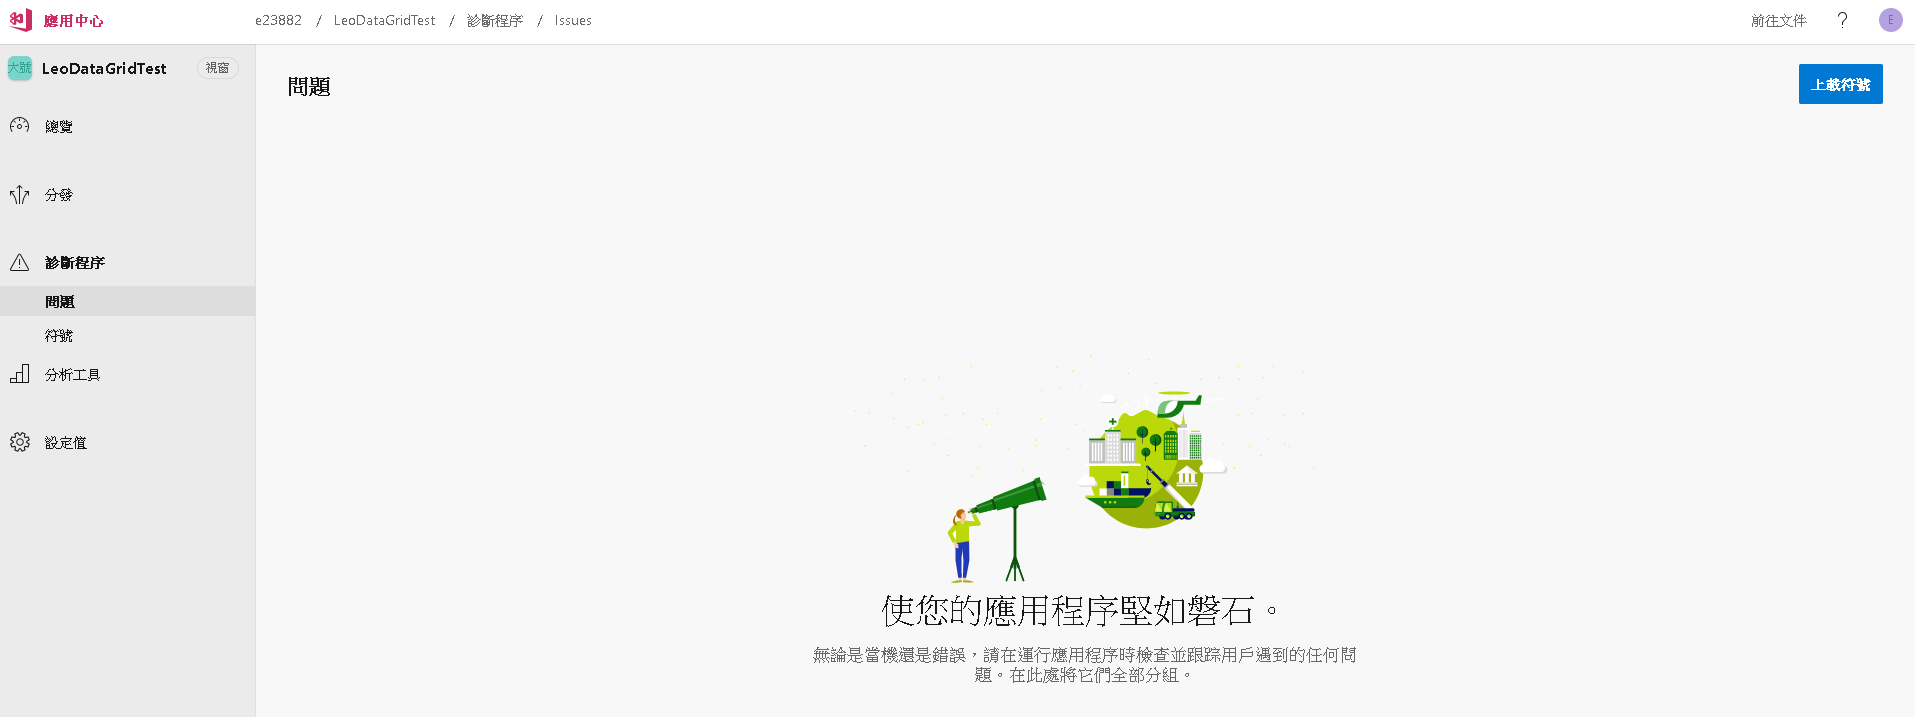 應用中心
e23882 / LeoDataGridTest / 診斷程序 / Issues
前往文件 ? E
大號 LeoDataGridTest 視窗
總覽
分發
診斷程序
問題
符號
分析工具
設定值
問題
上載符號
使您的應用程序堅如磐石。
無論是當機還是錯誤，請在運行應用程序時檢查並跟踪用戶遇到的任何問
題。在此處將它們全部分組。